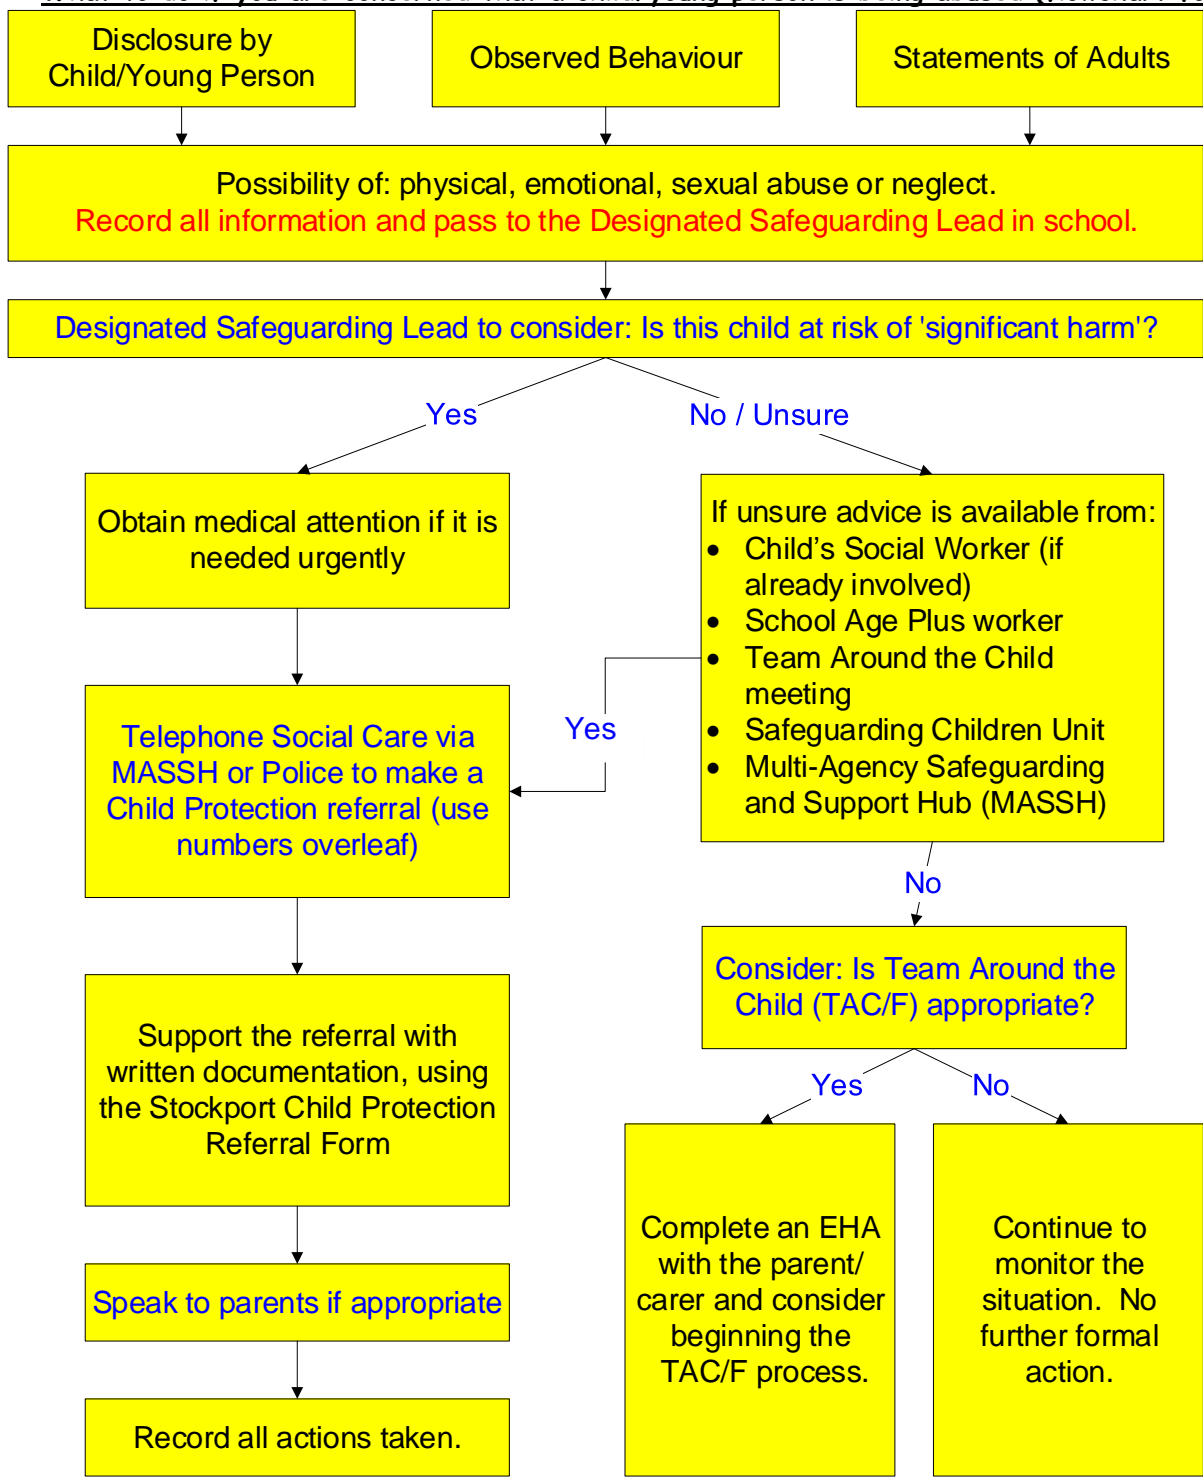 Disclosure by
Child/Young Person
Observed Behaviour
Statements of Adults
Possibility of: physical, emotional, sexual abuse or neglect.
Record all information and pass to the Designated Safeguarding Lead in school.
Designated Safeguarding Lead to consider: Is this child at risk of 'significant harm'?
Yes
No / Unsure
Obtain medical attention if it is
needed urgently
If unsure advice is available from:
• Child’s Social Worker (if
already involved)
• School Age Plus worker
• Team Around the Child
meeting
• Safeguarding Children Unit
• Multi-Agency Safeguarding
and Support Hub (MASSH)
Yes
Telephone Social Care via
MASSH or Police to make a
Child Protection referral (use
numbers overleaf)
No
Consider: Is Team Around the
Child (TAC/F) appropriate?
Support the referral with
written documentation, using
the Stockport Child Protection
Referral Form
Yes
No
Speak to parents if appropriate
Complete an EHA
with the parent/
carer and consider
beginning the
TAC/F process.
Continue to
monitor the
situation. No
further formal
action.
Record all actions taken.